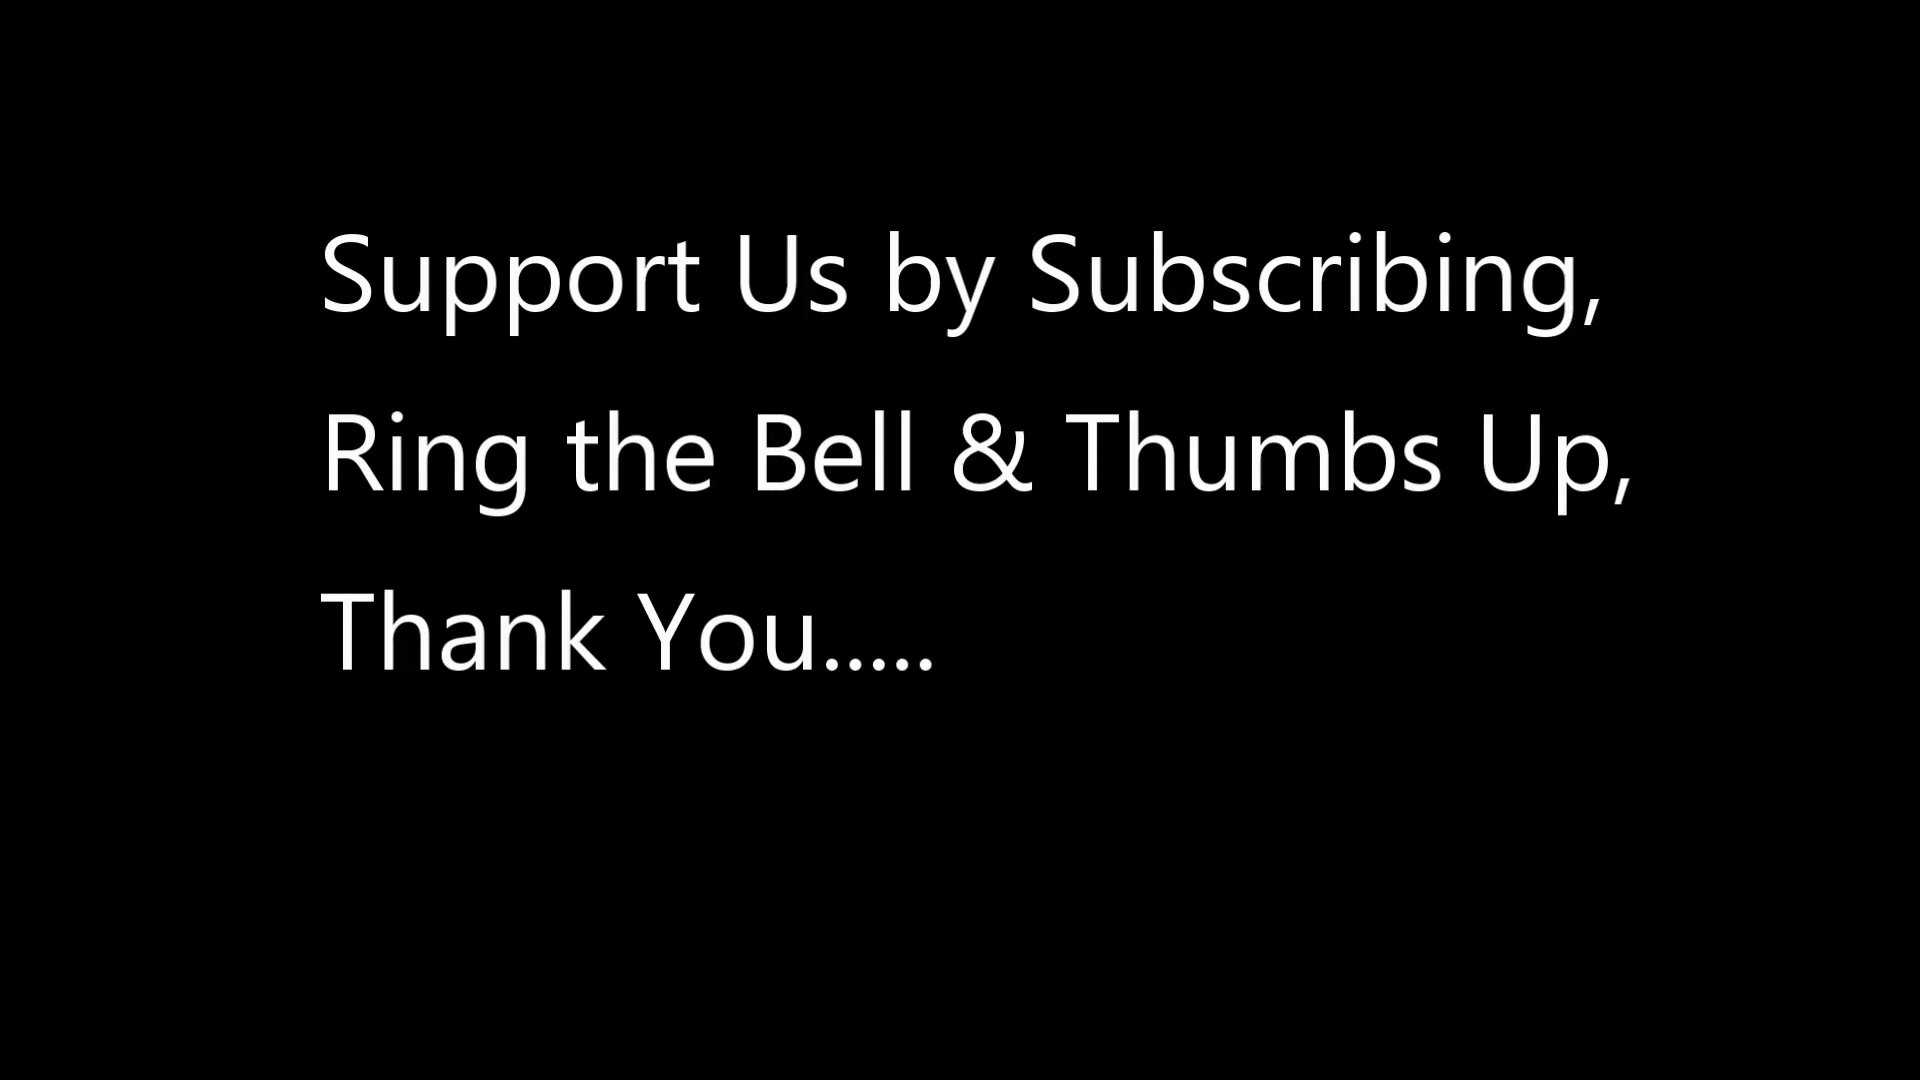 Support Us by Subscribing,
Ring the Bell & Thumbs Up,
Thank You.....